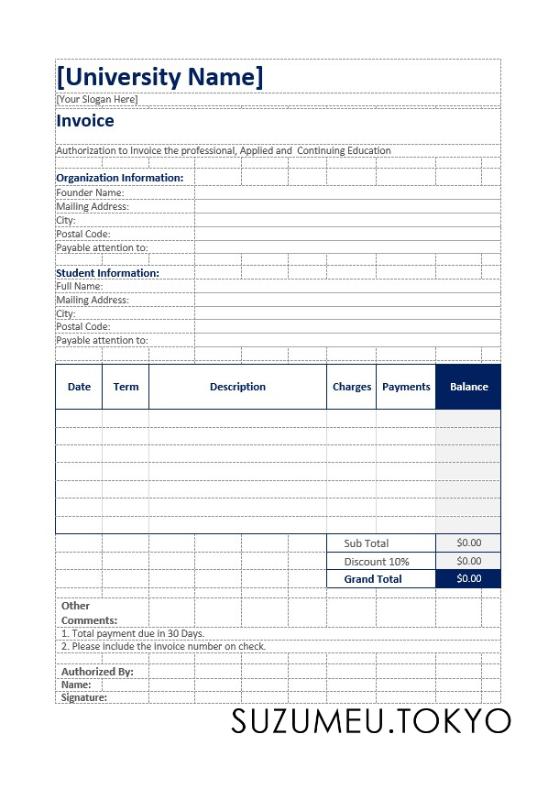 [University Name]
[Your Slogan Here]
Invoice
Authorization to Invoice the professional, Applied and Continuing Education
Organization Information:
Founder Name:
Mailing Address:
City:
Postal Code:
Payable attention to:
Student Information:
Full Name:
Mailing Address:
City:
Postal Code:
Payable attention to:
Date Term Description Charges Payments Balance
Sub Total $0.00
Discount 10% $0.00
Grand Total $0.00
Other
Comments:
1. Total payment due in 30 Days.
2. Please include the invoice number on check.
Authorized By:
Name:
Signature:
SUZUMEU.TOKYO